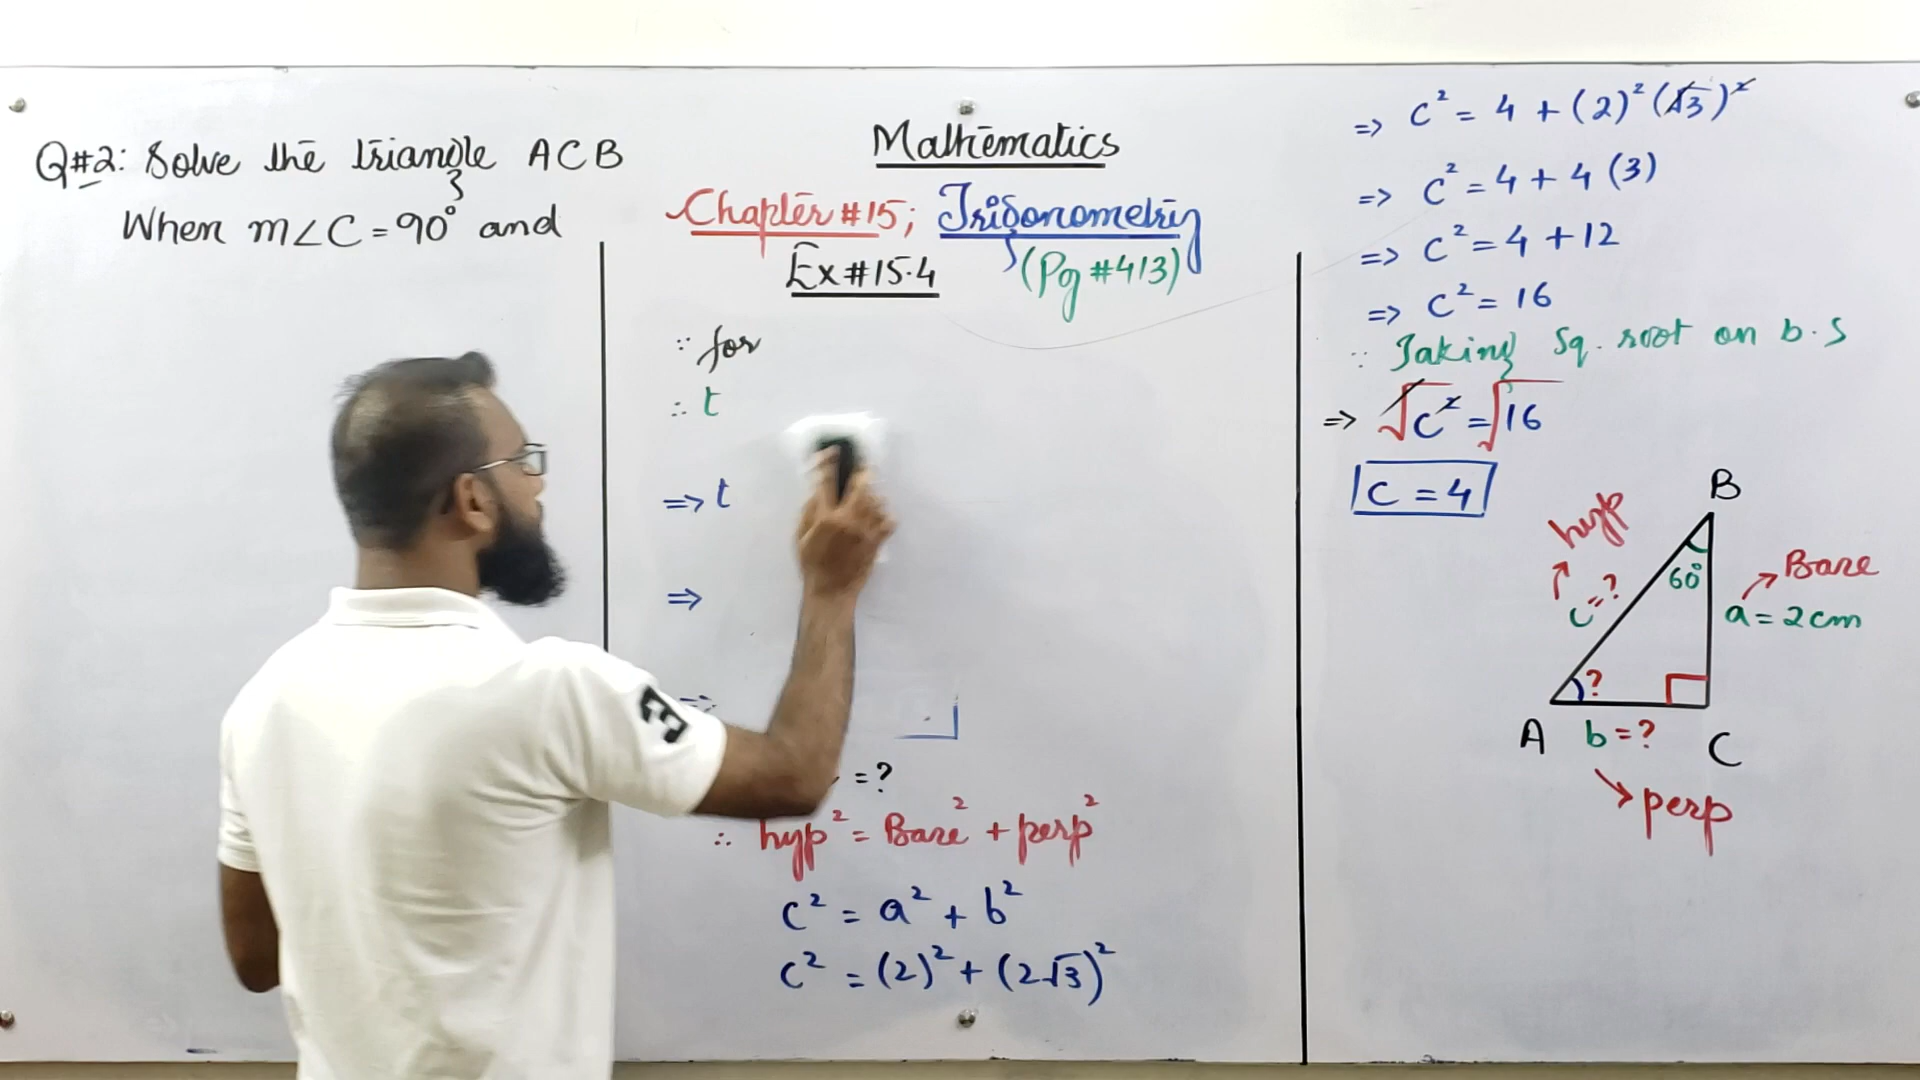 Q#2: Solve the triangle ACB
When m∠C = 90° and
Mathematics
Chapter #15; Trigonometry
Ex #15.4 (Pg #413)
∵ for
∴ t
=> t
=>
= ?
∴ hyp² = Base² + perp²
c² = a² + b²
c² = (2)² + (2√3)²
=> c² = 4 + (2)² (√3)²
=> c² = 4 + 4 (3)
=> c² = 4 + 12
=> c² = 16
∵ Taking Sq. root on b.S
=> √c² = √16
c = 4
B
hyp
c = ?
60°
Base
a = 2cm
?
A
b = ?
C
perp
3